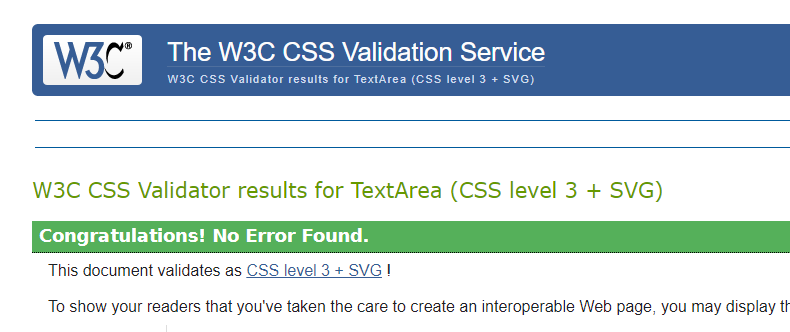 W3C®
The W3C CSS Validation Service
W3C CSS Validator results for TextArea (CSS level 3 + SVG)
W3C CSS Validator results for TextArea (CSS level 3 + SVG)
Congratulations! No Error Found.
This document validates as CSS level 3 + SVG !
To show your readers that you've taken the care to create an interoperable Web page, you may display